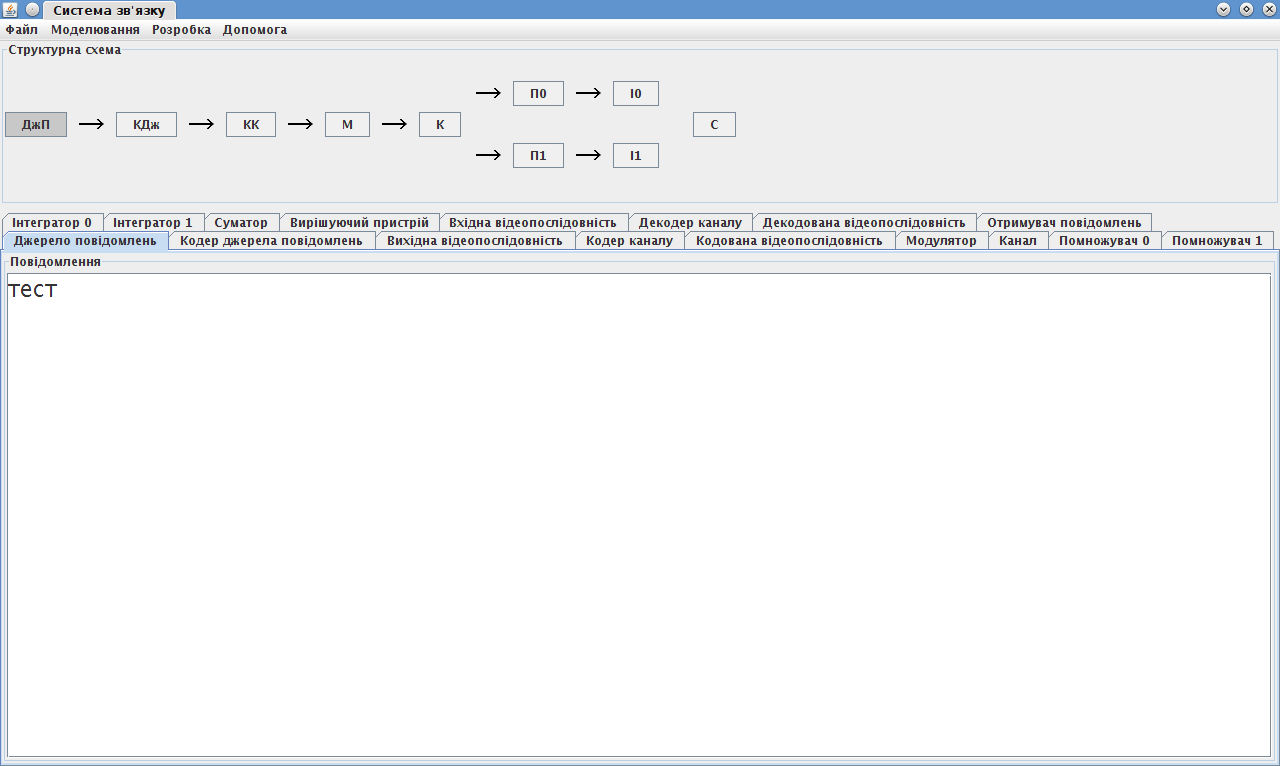 Система зв'язку
Файл Моделювання Розробка Допомога
Структурна схема
П0 І0
ДжП КДж КК М К С
П1 І1
Інтегратор 0 Інтегратор 1 Суматор Вирішуючий пристрій Вхідна відеопослідовність Декодер каналу Декодована відеопослідовність Отримувач повідомлень
Джерело повідомлень Кодер джерела повідомлень Вихідна відеопослідовність Кодер каналу Кодована відеопослідовність Модулятор Канал Помножувач 0 Помножувач 1
Повідомлення
тест